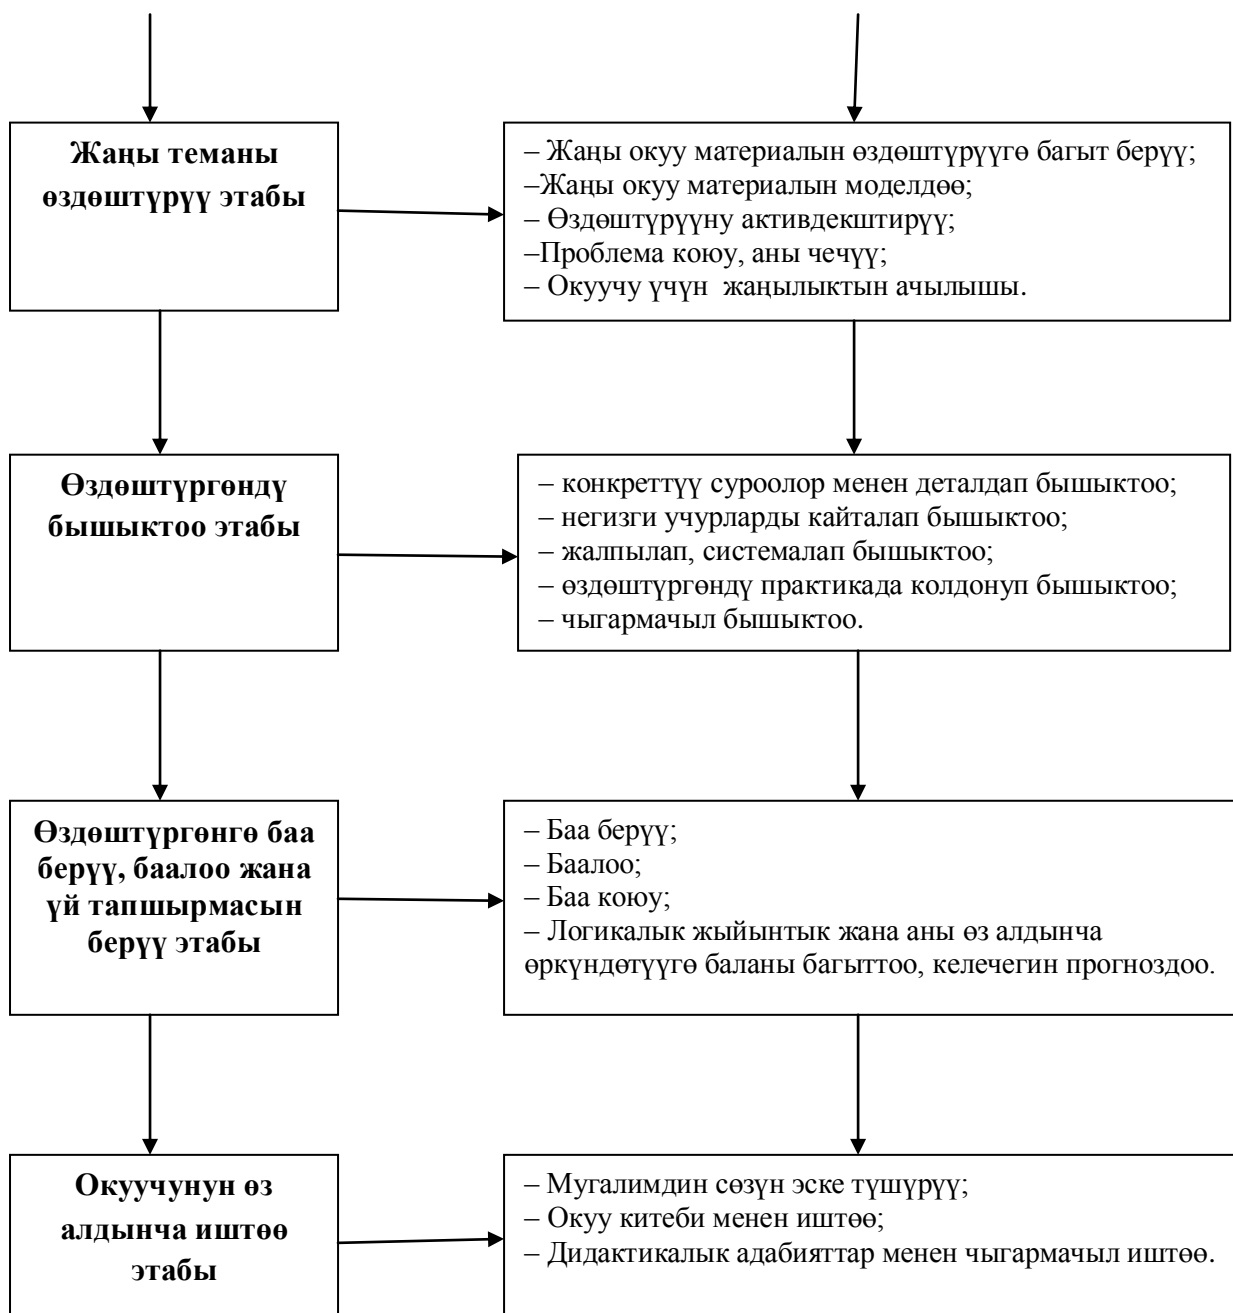 Жаңы теманы
өздөштүрүү этабы
– Жаңы окуу материалын өздөштүрүүгө багыт берүү;
–Жаңы окуу материалын моделдөө;
– Өздөштүрүүну активдекштирүү;
–Проблема коюу, аны чечүү;
– Окуучу үчүн жаңылыктын ачылышы.
Өздөштүргөндү
бышыктоо этабы
– конкреттүү суроолор менен деталдап бышыктоо;
– негизги учурларды кайталап бышыктоо;
– жалпылап, системалап бышыктоо;
– өздөштүргөндү практикада колдонуп бышыктоо;
– чыгармачыл бышыктоо.
Өздөштүргөнгө баа
берүү, баалоо жана
үй тапшырмасын
берүү этабы
– Баа берүү;
– Баалоо;
– Баа коюу;
– Логикалык жыйынтык жана аны өз алдынча
өркүндөтүүгө баланы багыттоо, келечегин прогноздоо.
Окуучунун өз
алдынча иштөө
этабы
– Мугалимдин сөзүн эске түшүрүү;
– Окуу китеби менен иштөө;
– Дидактикалык адабияттар менен чыгармачыл иштөө.